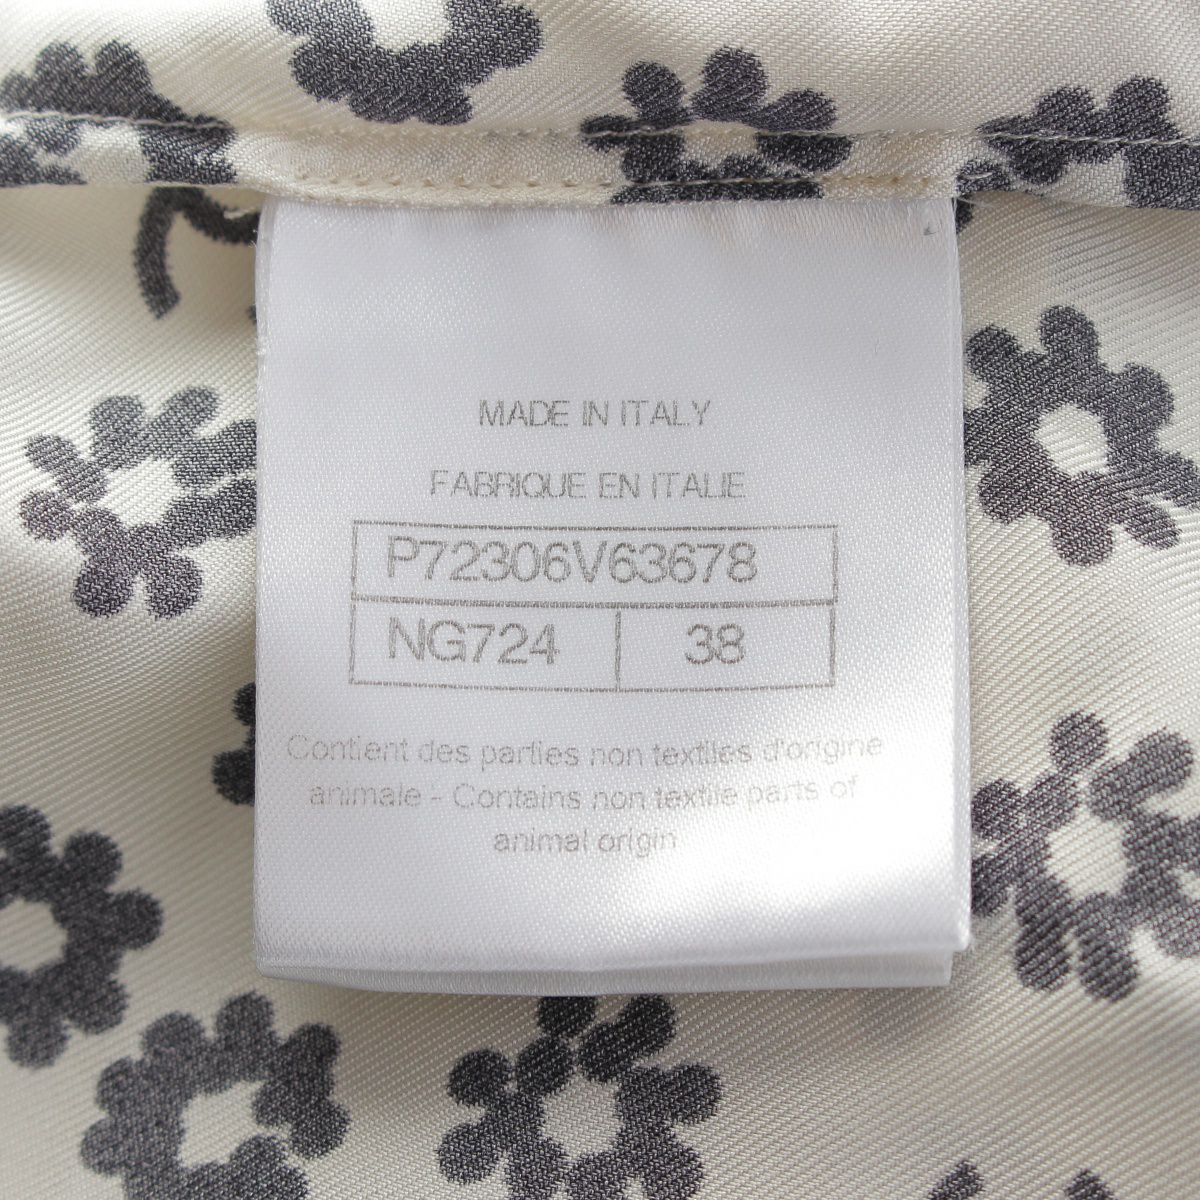 MADE IN ITALY
FABRIQUE EN ITALIE
P72306V63678
NG724 38
Contient des parties non textiles d'origine
animale - Contains non textile parts of
animal origin